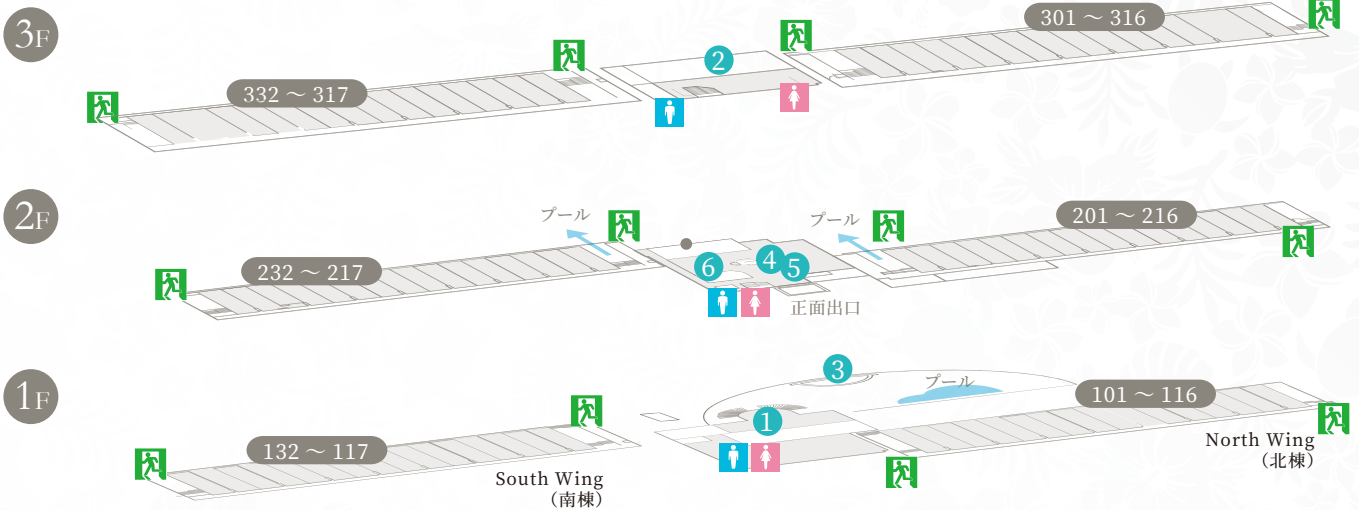 3F
301 ～ 316
2
332 ～ 317
2F
プール
プール
201 ～ 216
232 ～ 217
6
4
5
正面出口
1F
3
プール
101 ～ 116
1
132 ～ 117
North Wing
（北棟）
South Wing
（南棟）